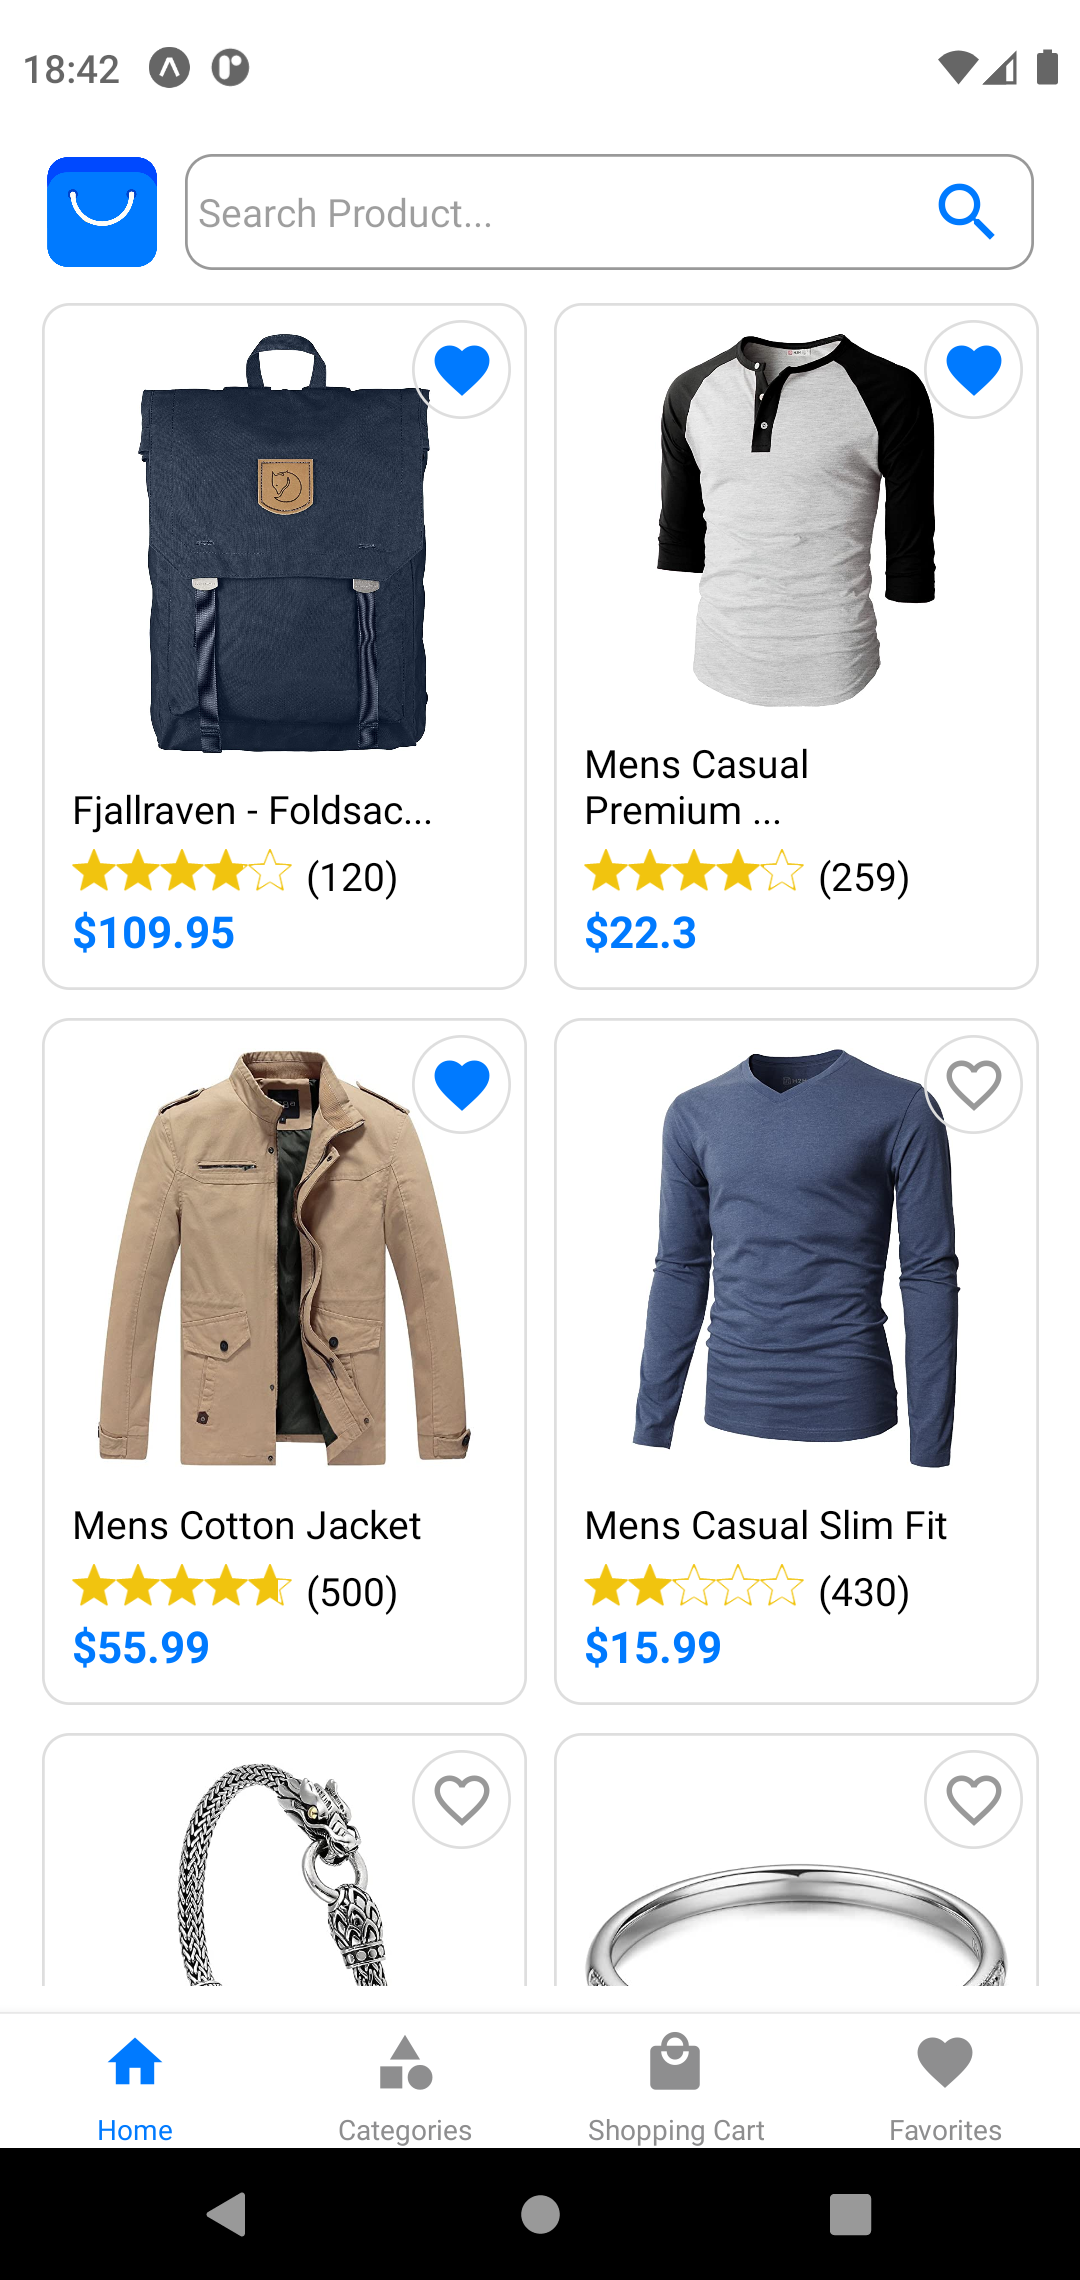 18:42
Search Product...
Fjallraven - Foldsac...
(120)
$109.95
Mens Casual
Premium ...
(259)
$22.3
Mens Cotton Jacket
(500)
$55.99
Mens Casual Slim Fit
(430)
$15.99
Home
Categories
Shopping Cart
Favorites